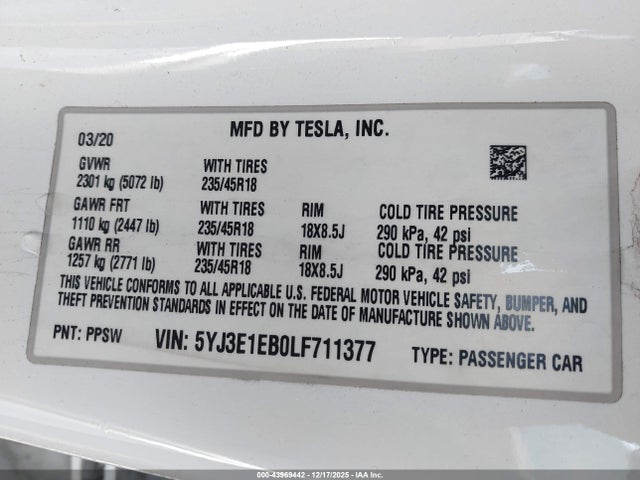 MFD BY TESLA, INC.
03/20
GVWR WITH TIRES
2301 kg (5072 lb) 235/45R18
GAWR FRT WITH TIRES RIM COLD TIRE PRESSURE
1110 kg (2447 lb) 235/45R18 18X8.5J 290 kPa, 42 psi
GAWR RR WITH TIRES RIM COLD TIRE PRESSURE
1257 kg (2771 lb) 235/45R18 18X8.5J 290 kPa, 42 psi
THIS VEHICLE CONFORMS TO ALL APPLICABLE U.S. FEDERAL MOTOR VEHICLE SAFETY, BUMPER, AND
THEFT PREVENTION STANDARDS IN EFFECT ON THE DATE OF MANUFACTURE SHOWN ABOVE.
PNT: PPSW VIN: 5YJ3E1EB0LF711377 TYPE: PASSENGER CAR
000-43969442 - 12/17/2025 - IAA Inc.